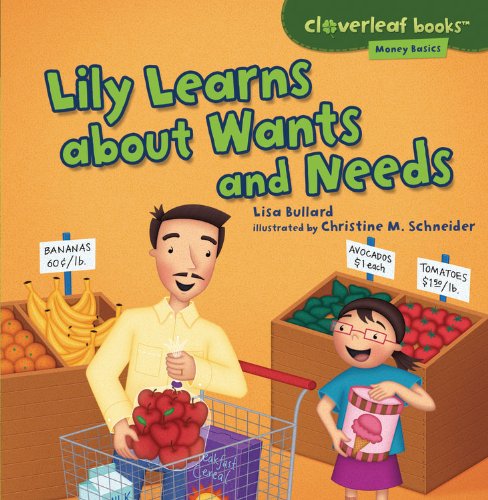 cloverleaf books™
Money Basics
Lily Learns
about Wants
and Needs
Lisa Bullard
illustrated by Christine M. Schneider
BANANAS
60¢/lb.
AVOCADOS
$1 each
TOMATOES
$1.50/lb.
Breakfast
Cereal
MILK